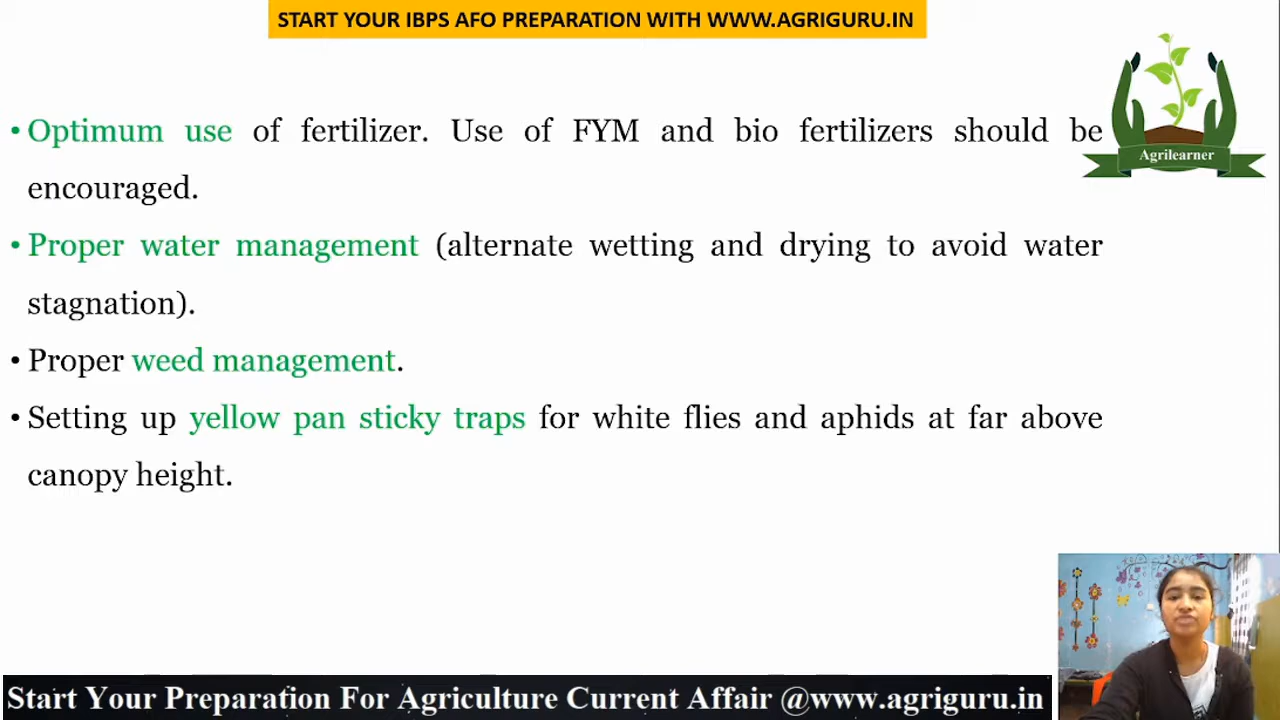 START YOUR IBPS AFO PREPARATION WITH WWW.AGRIGURU.IN
• Optimum use of fertilizer. Use of FYM and bio fertilizers should be
encouraged.
• Proper water management (alternate wetting and drying to avoid water
stagnation).
• Proper weed management.
• Setting up yellow pan sticky traps for white flies and aphids at far above
canopy height.
Agrilearner
Start Your Preparation For Agriculture Current Affair @www.agriguru.in